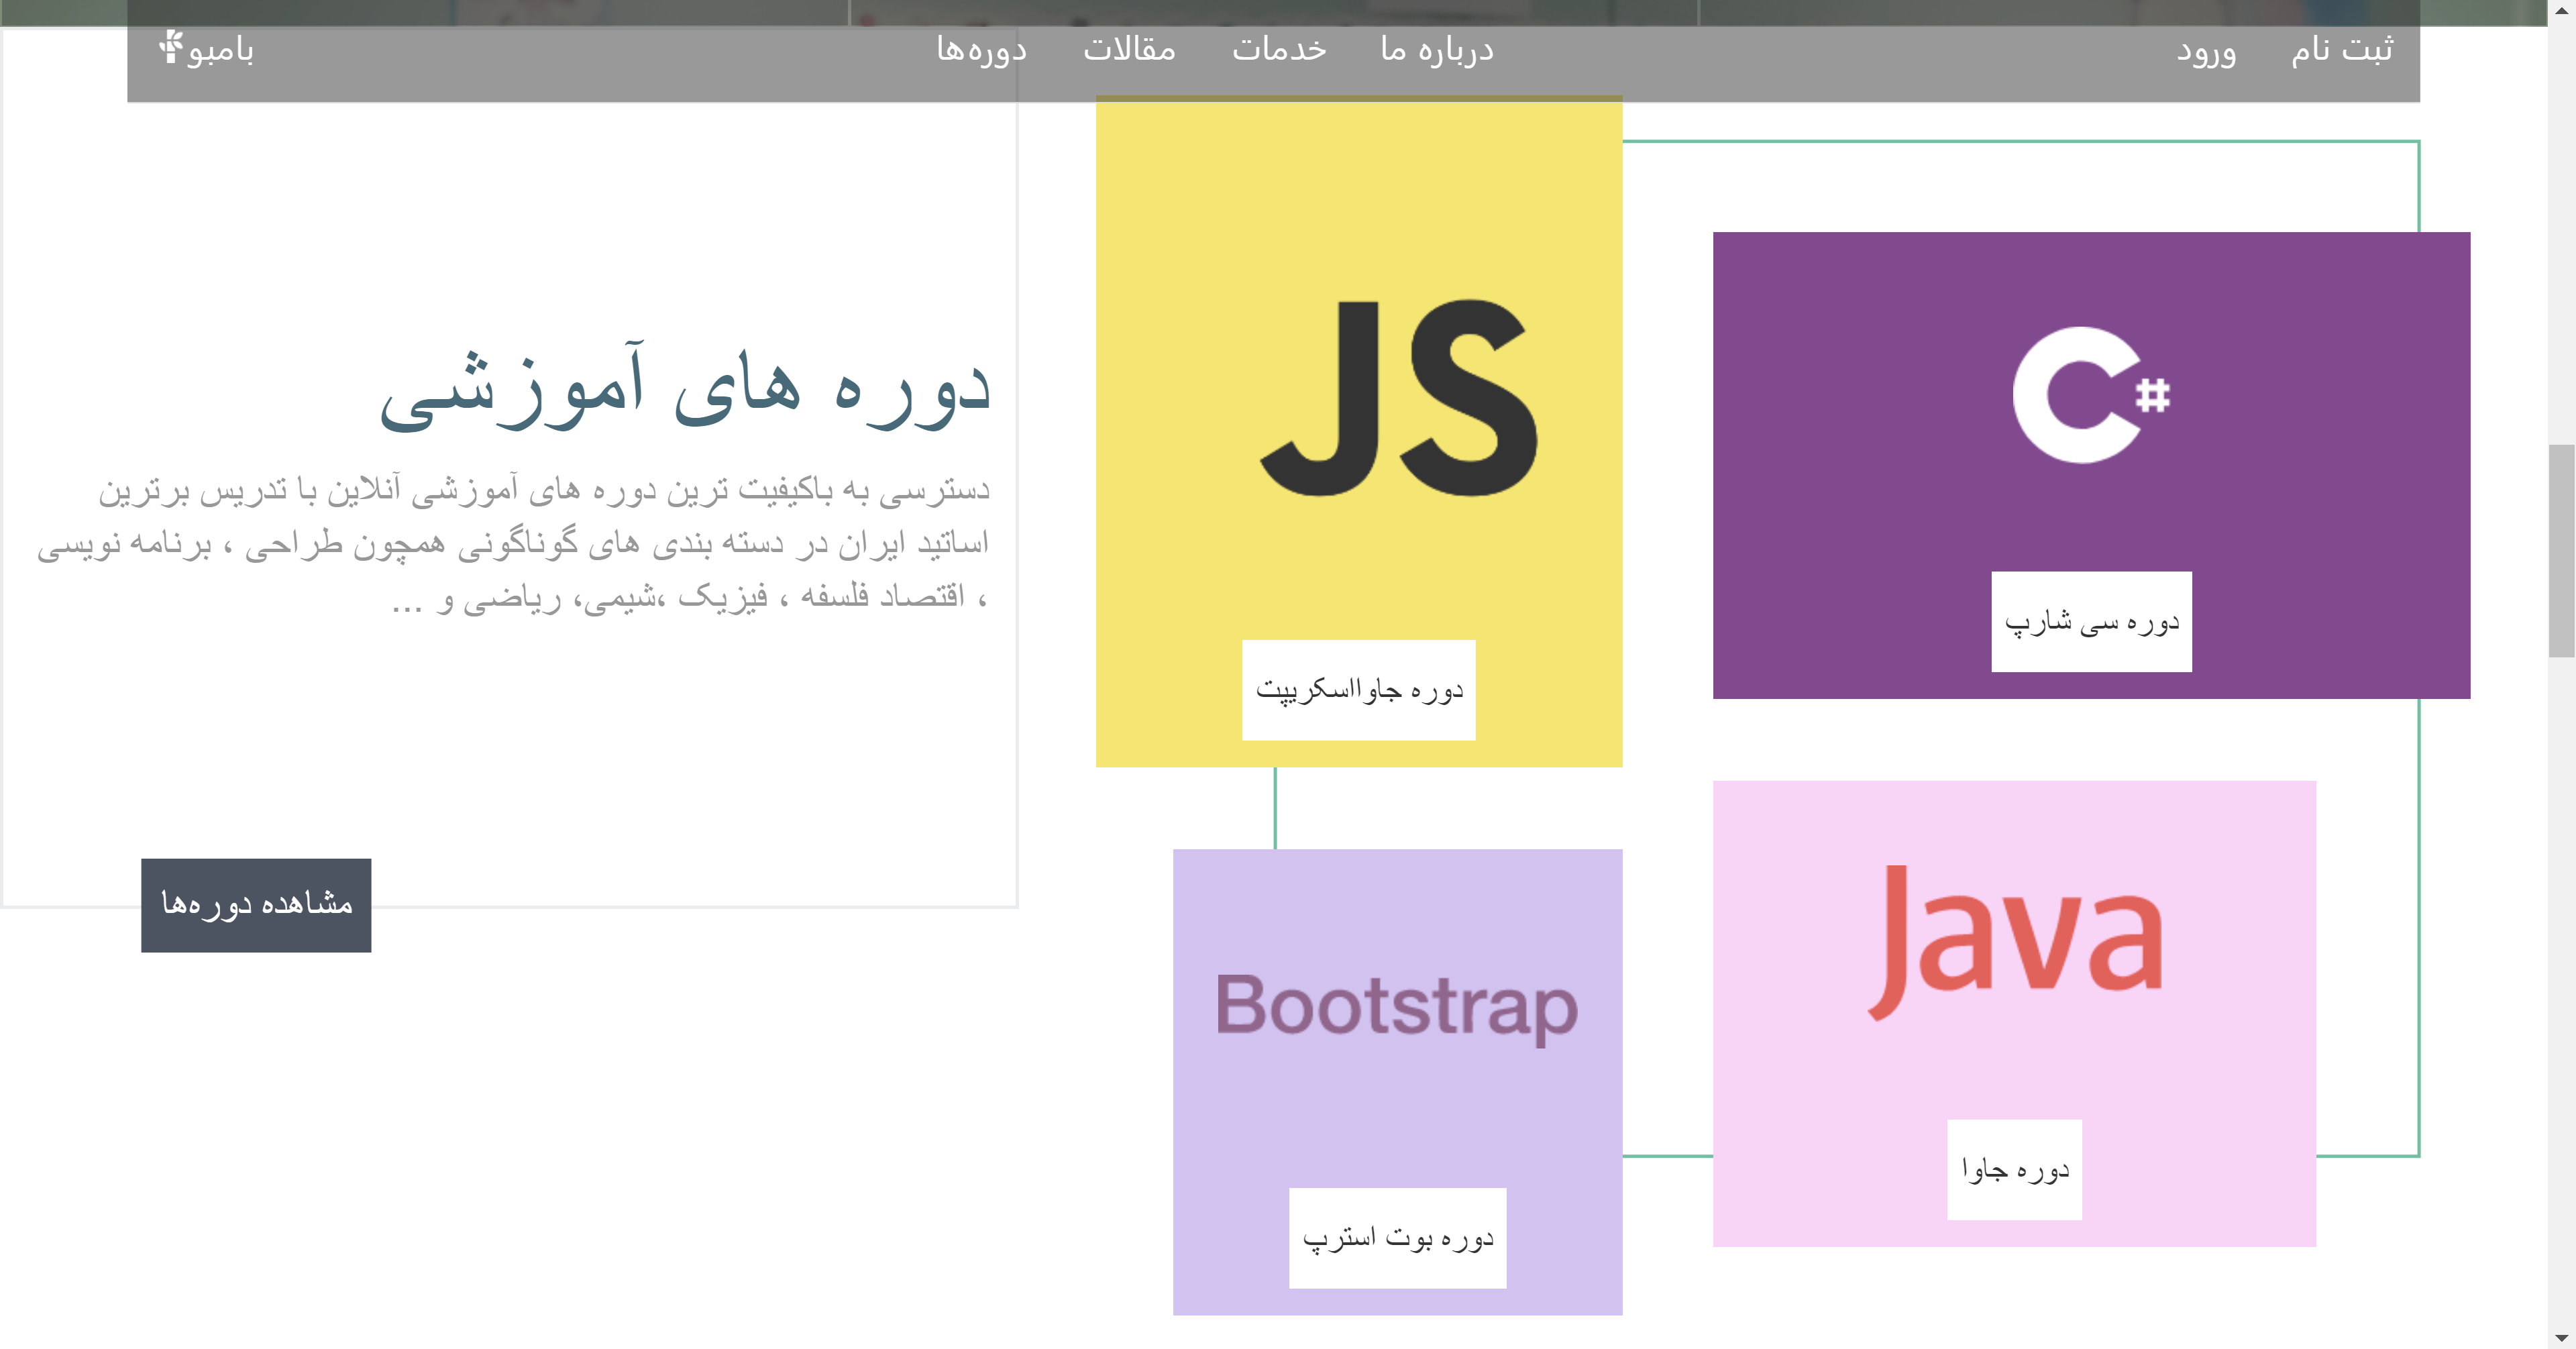 ثبت نام
ورود
درباره ما
خدمات
مقالات
دوره‌ها
بامبو
C#
دوره سی شارپ
JS
دوره جاوااسکریپت
دوره های آموزشی
دسترسی به باکیفیت ترین دوره های آموزشی آنلاین با تدریس برترین
اساتید ایران در دسته بندی های گوناگونی همچون طراحی ، برنامه نویسی
، اقتصاد فلسفه ، فیزیک ،شیمی، ریاضی و ...
مشاهده دوره‌ها
Java
دوره جاوا
Bootstrap
دوره بوت استرپ